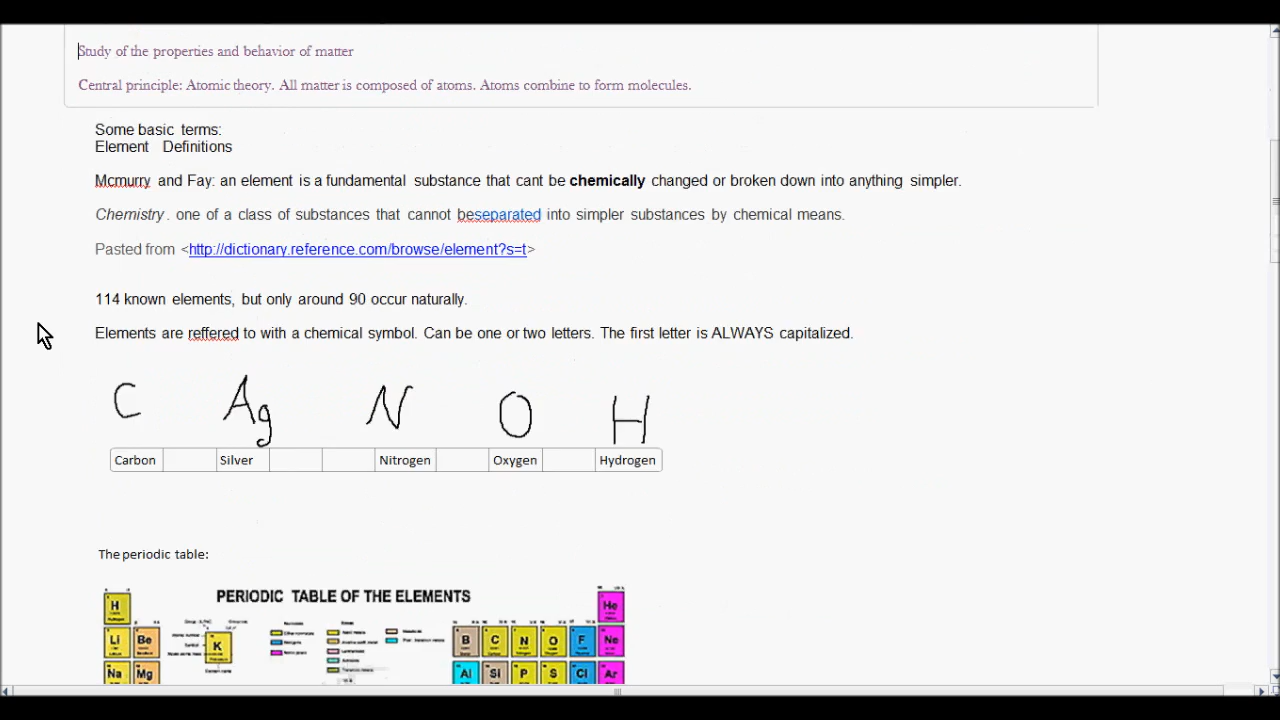 Study of the properties and behavior of matter
Central principle: Atomic theory. All matter is composed of atoms. Atoms combine to form molecules.
Some basic terms:
Element Definitions
Mcmurry and Fay: an element is a fundamental substance that cant be chemically changed or broken down into anything simpler.
Chemistry. one of a class of substances that cannot beseparated into simpler substances by chemical means.
Pasted from <http://dictionary.reference.com/browse/element?s=t>
114 known elements, but only around 90 occur naturally.
Elements are reffered to with a chemical symbol. Can be one or two letters. The first letter is ALWAYS capitalized.
C Ag N O H
Carbon Silver Nitrogen Oxygen Hydrogen
The periodic table:
PERIODIC TABLE OF THE ELEMENTS
H He
Li Be K B C N O F Ne
Na Mg Al Si P S Cl Ar